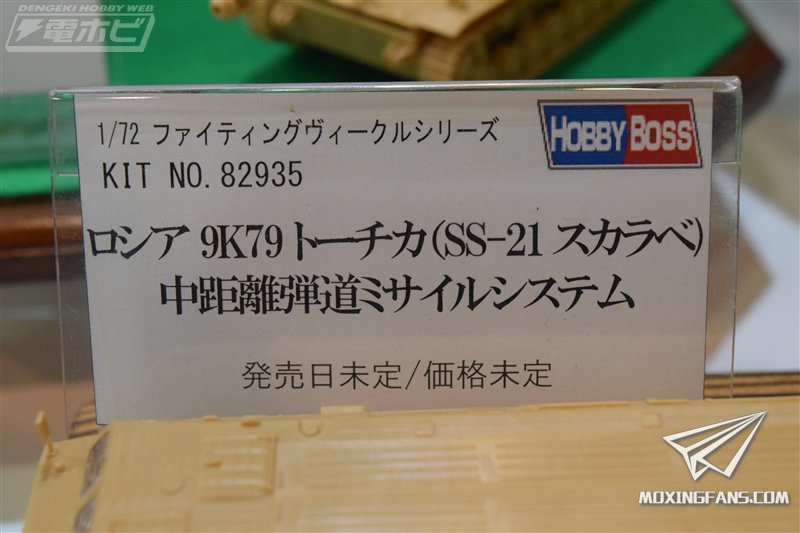 DENGEKI HOBBY WEB
電ホビ
1/72 ファイティングヴィークルシリーズ
HOBBY BOSS
KIT NO. 82935
ロシア 9K79 トーチカ(SS-21 スカラベ)
中距離弾道ミサイルシステム
発売日未定/価格未定
MOXINGFANS.COM